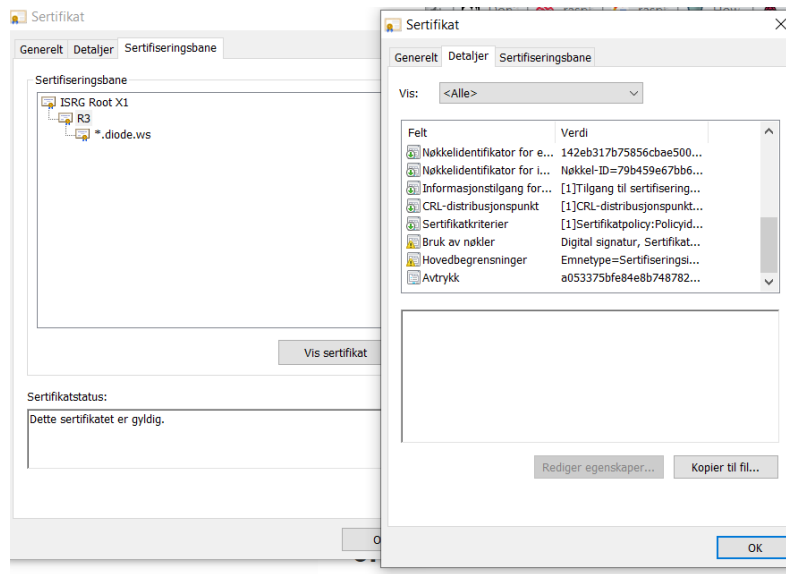 Sertifikat
Generelt Detaljer Sertifiseringsbane
Sertifiseringsbane
ISRG Root X1
R3
*.diode.ws
Vis sertifikat
Sertifikatstatus:
Dette sertifikatet er gyldig.
Sertifikat
Generelt Detaljer Sertifiseringsbane
Vis: <Alle>
Felt Verdi
Nøkkelidentifikator for e... 142eb317b75856cbae500...
Nøkkelidentifikator for i... Nøkkel-ID=79b459e67bb6...
Informasjonstilgang for... [1]Tilgang til sertifisering...
CRL-distribusjonspunkt [1]CRL-distribusjonspunkt...
Sertifikatkriterier [1]Sertifikatpolicy:Policyid...
Bruk av nøkler Digital signatur, Sertifikat...
Hovedbegrensninger Emnetype=Sertifiseringsi...
Avtrykk a053375bfe84e8b748782...
Rediger egenskaper... Kopier til fil...
OK